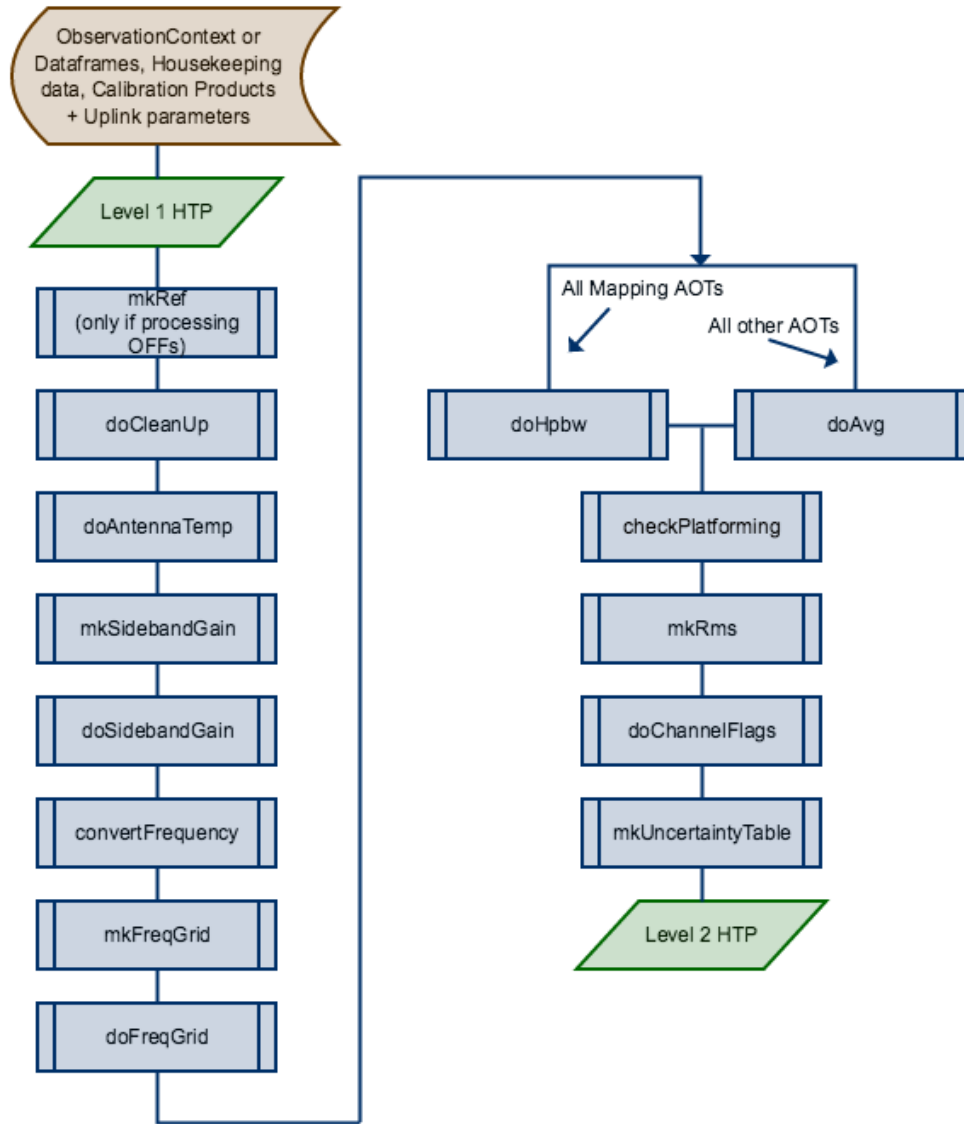 ObservationContext or
Dataframes, Housekeeping
data, Calibration Products
+ Uplink parameters
Level 1 HTP
mkRef
(only if processing
OFFs)
doCleanUp
doAntennaTemp
mkSidebandGain
doSidebandGain
convertFrequency
mkFreqGrid
doFreqGrid
All Mapping AOTs
All other AOTs
doHpbw
doAvg
checkPlatforming
mkRms
doChannelFlags
mkUncertaintyTable
Level 2 HTP